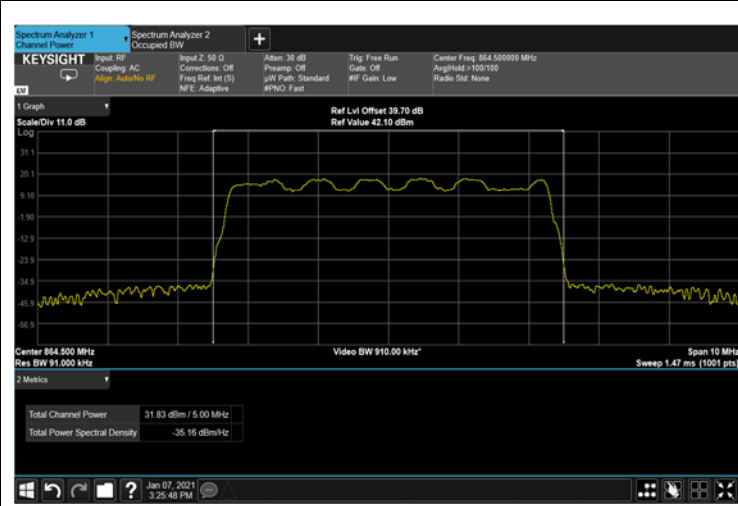 Spectrum Analyzer 1
Channel Power
Spectrum Analyzer 2
Occupied BW
KEYSIGHT
Input: RF
Coupling: AC
Align: Auto/No RF
Input Z: 50 Ω
Corrections: Off
Freq Ref: Int (S)
NFE: Adaptive
Atten: 30 dB
Preamp: Off
µW Path: Standard
#PNO: Fast
Trig: Free Run
Gate: Off
#IF Gain: Low
Center Freq: 864.500000 MHz
Avg|Hold:>100/100
Radio Std: None
LXI
1 Graph
Scale/Div 11.0 dB
Ref Lvl Offset 39.70 dB
Ref Value 42.10 dBm
Log
31.1
20.1
9.10
-1.90
-12.9
-23.9
-34.9
-45.9
-56.9
Center 864.500 MHz
Res BW 91.000 kHz
Video BW 910.00 kHz*
Span 10 MHz
Sweep 1.47 ms (1001 pts)
2 Metrics
Total Channel Power 31.83 dBm / 5.00 MHz
Total Power Spectral Density -35.16 dBm/Hz
?
Jan 07, 2021
3:25:48 PM